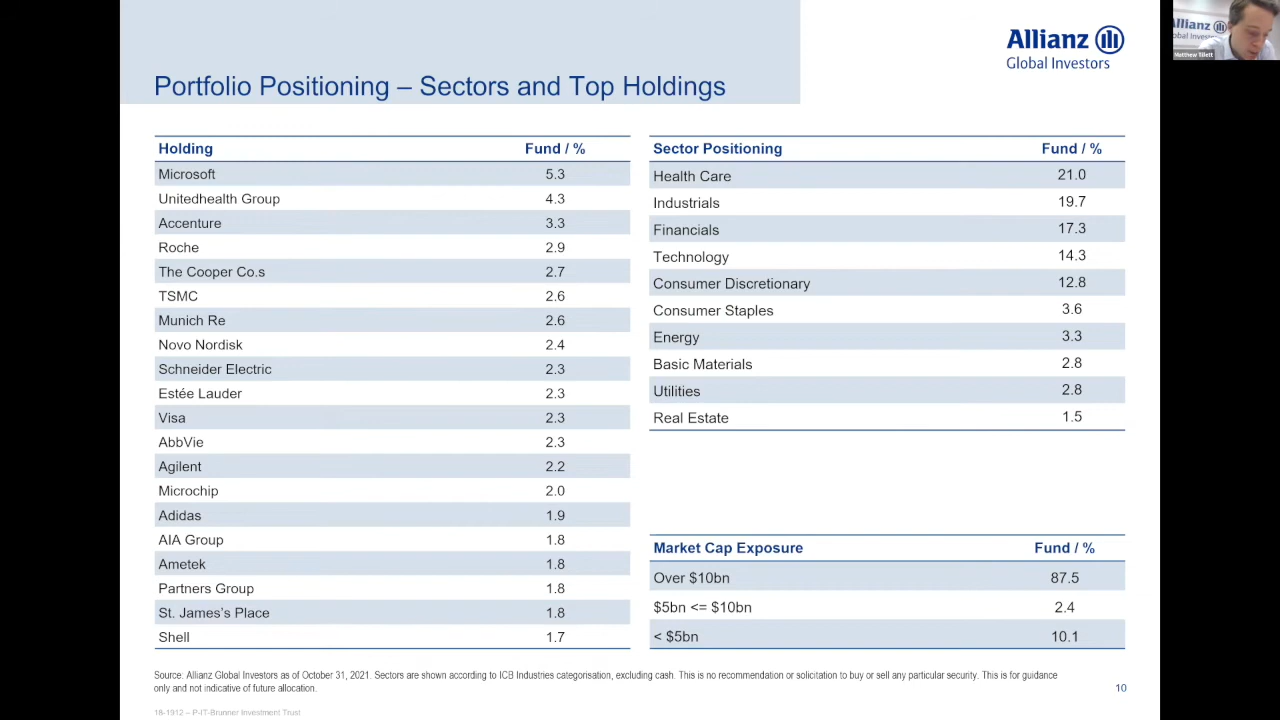 Portfolio Positioning – Sectors and Top Holdings
Allianz
Global Investors
Allianz
Matthew Tillett
Holding Fund / %
Microsoft 5.3
Unitedhealth Group 4.3
Accenture 3.3
Roche 2.9
The Cooper Co.s 2.7
TSMC 2.6
Munich Re 2.6
Novo Nordisk 2.4
Schneider Electric 2.3
Estée Lauder 2.3
Visa 2.3
AbbVie 2.3
Agilent 2.2
Microchip 2.0
Adidas 1.9
AIA Group 1.8
Ametek 1.8
Partners Group 1.8
St. James’s Place 1.8
Shell 1.7
Sector Positioning Fund / %
Health Care 21.0
Industrials 19.7
Financials 17.3
Technology 14.3
Consumer Discretionary 12.8
Consumer Staples 3.6
Energy 3.3
Basic Materials 2.8
Utilities 2.8
Real Estate 1.5
Market Cap Exposure Fund / %
Over $10bn 87.5
$5bn <= $10bn 2.4
< $5bn 10.1
Source: Allianz Global Investors as of October 31, 2021. Sectors are shown according to ICB Industries categorisation, excluding cash. This is no recommendation or solicitation to buy or sell any particular security. This is for guidance
only and not indicative of future allocation.
10
18-1912 – P-IT-Brunner Investment Trust